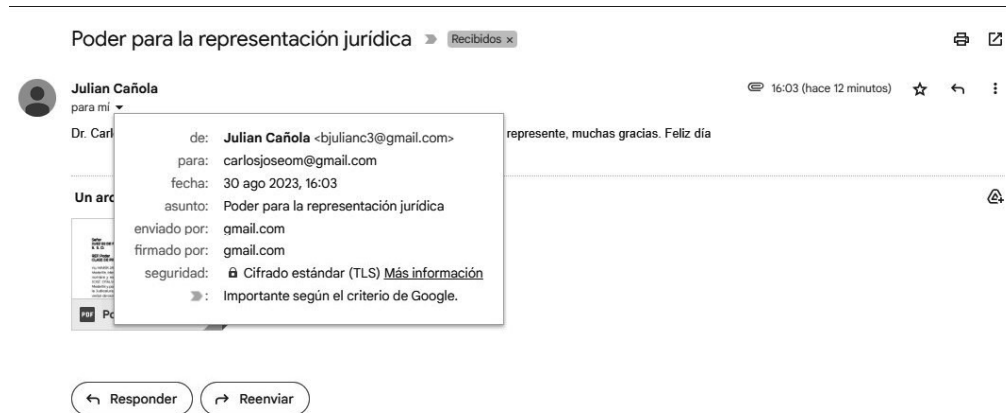 Poder para la representación jurídica Recibidos ×
Julian Cañola 16:03 (hace 12 minutos)
para mí
Dr. Carl represente, muchas gracias. Feliz día
de: Julian Cañola <bjulianc3@gmail.com>
para: carlosjoseom@gmail.com
fecha: 30 ago 2023, 16:03
Un arc
asunto: Poder para la representación jurídica
enviado por: gmail.com
firmado por: gmail.com
seguridad: Cifrado estándar (TLS) Más información
: Importante según el criterio de Google.
PDF Po
Responder Reenviar